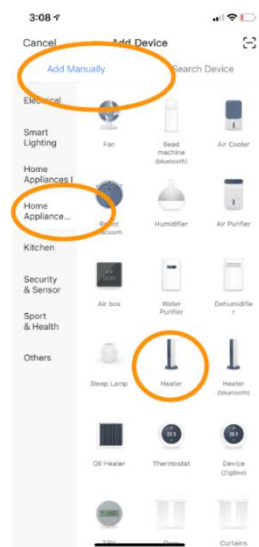 3:08
Cancel
Add Device
Add Manually
Search Device
Electrical
Smart
Lighting
Home
Appliances I
Home
Appliance...
Kitchen
Security
& Sensor
Sport
& Health
Others
Fan
Bead
machine
(bluetooth)
Air Cooler
Robot
Vacuum
Humidifier
Air Purifier
Air box
Water
Purifier
Dehumidifie
r
Sleep Lamp
Heater
Heater
(bluetooth)
Oil Heater
Thermostat
Device
(ZigBee)
Curtains